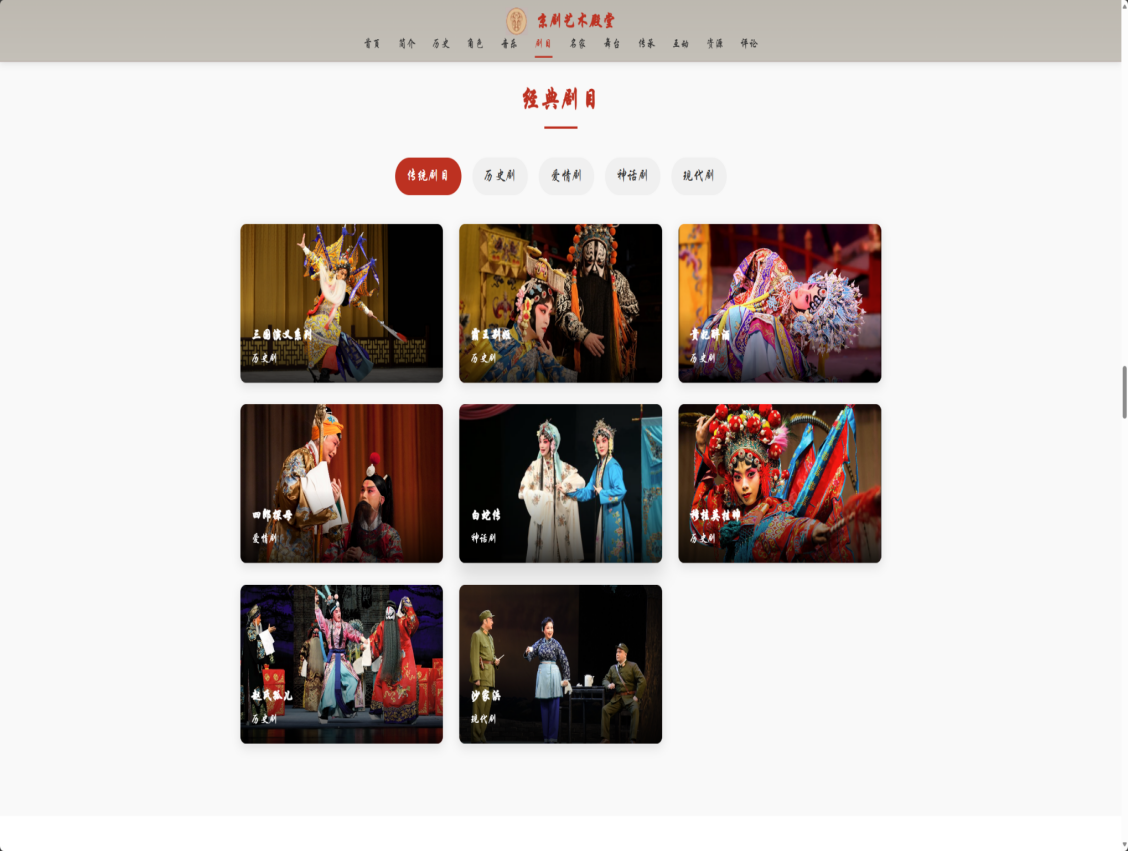 京剧艺术殿堂
首页 简介 历史 角色 音乐 剧目 名家 舞台 传承 互动 资源 评论
经典剧目
传统剧目 历史剧 爱情剧 神话剧 现代剧
三国演义系列
历史剧
霸王别姬
历史剧
贵妃醉酒
历史剧
四郎探母
爱情剧
白蛇传
神话剧
穆桂英挂帅
历史剧
赵氏孤儿
历史剧
沙家浜
现代剧